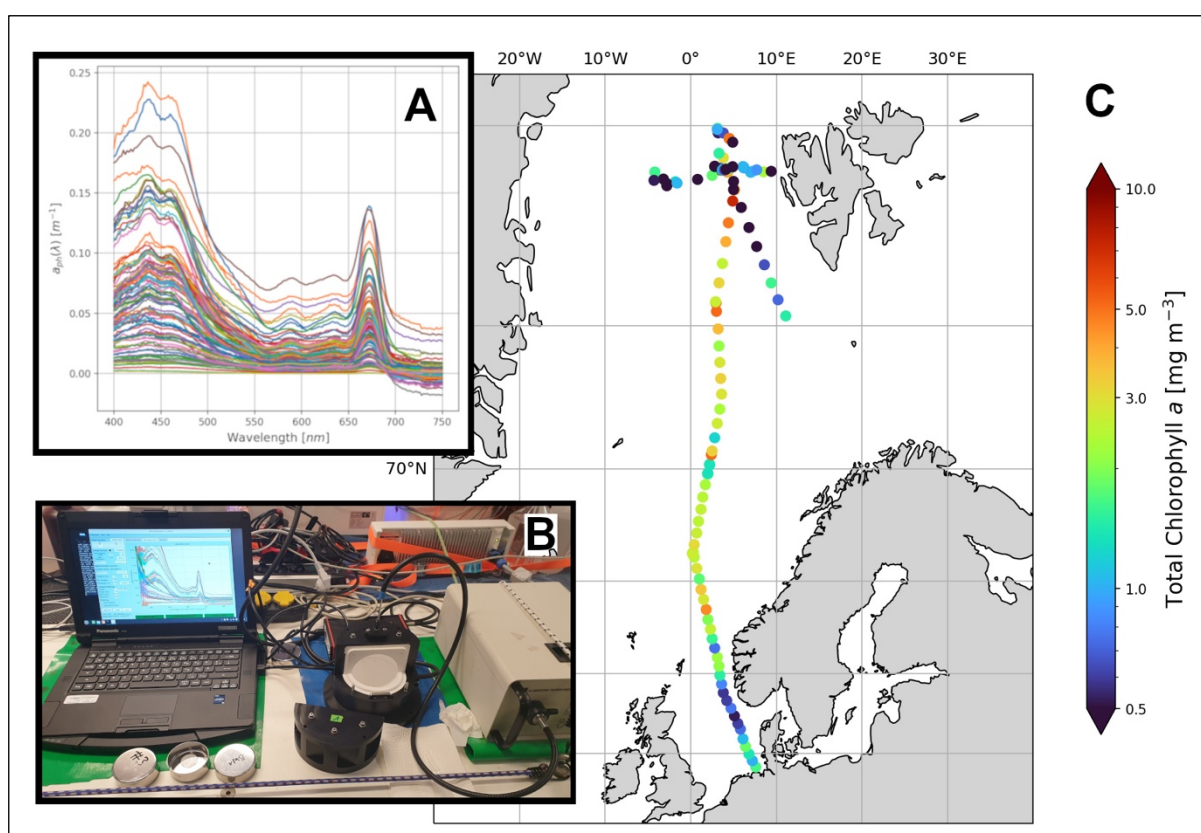 A
0.25
0.20
0.15
0.10
0.05
0.00
a_ph(λ) [m⁻¹]
400 450 500 550 600 650 700 750
Wavelength [nm]
B
Panasonic
20°W 10°W 0° 10°E 20°E 30°E
70°N
C
10.0
5.0
3.0
1.0
0.5
Total Chlorophyll a [mg m⁻³]